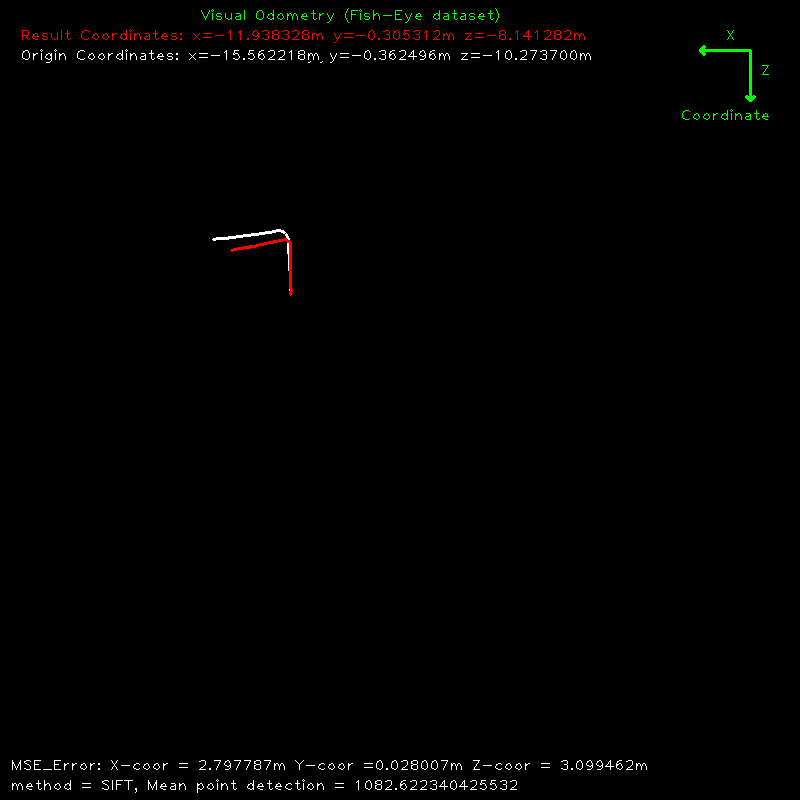 Visual Odometry (Fish-Eye dataset)
Result Coordinates: x=-11.938328m y=-0.305312m z=-8.141282m
Origin Coordinates: x=-15.562218m, y=-0.362496m z=-10.273700m
X
Z
Coordinate
MSE_Error: X-coor = 2.797787m Y-coor =0.028007m Z-coor = 3.099462m
method = SIFT, Mean point detection = 1082.622340425532